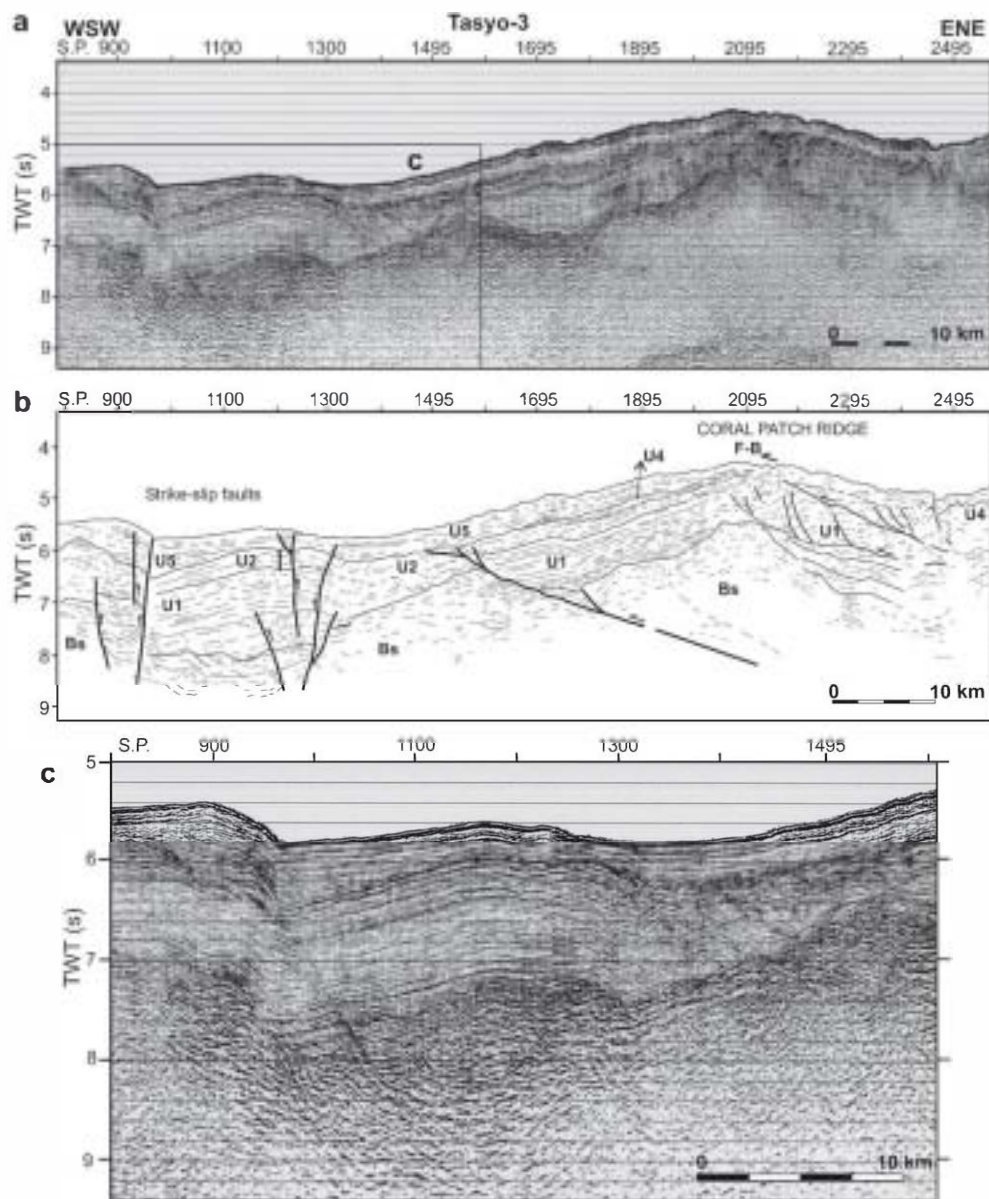 a
WSW Tasyo-3 ENE
S.P. 900 1100 1300 1495 1695 1895 2095 2295 2495
4
5
C
6
TWT (s)
7
8
0 10 km
9
b
S.P. 900 1100 1300 1495 1695 1895 2095 2295 2495
CORAL PATCH RIDGE
4
U4 F-B
Strike-slip faults
5
U5 U1 U4
TWT (s)
6
U5 U2 U2 U1
U1
7
Bs
Bs Bs
8
0 10 km
9
c
S.P. 900 1100 1300 1495
5
6
TWT (s)
7
8
9
0 10 km